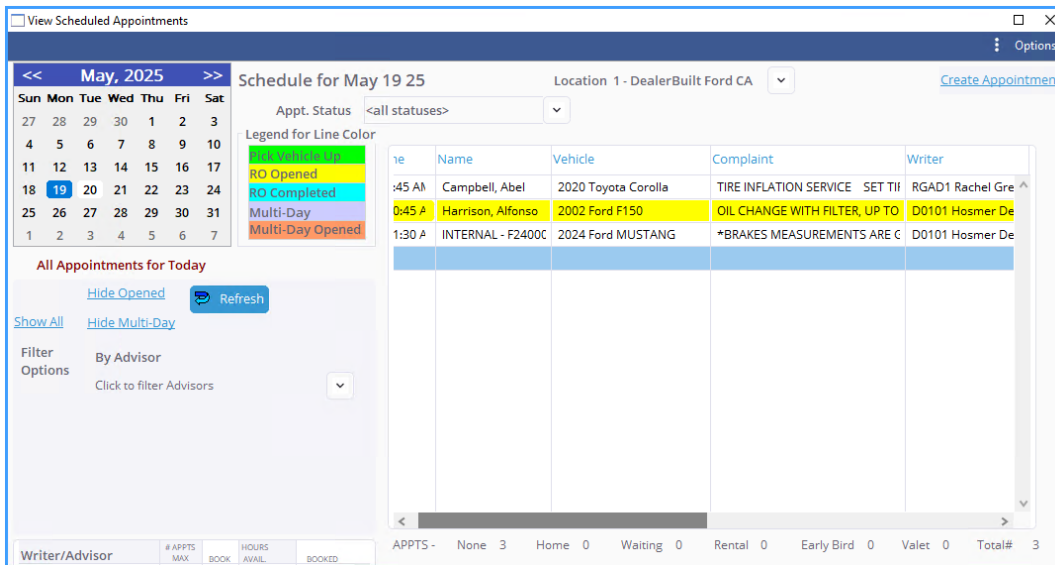 View Scheduled Appointments
Options
<< May, 2025 >>
Sun Mon Tue Wed Thu Fri Sat
27 28 29 30 1 2 3
4 5 6 7 8 9 10
11 12 13 14 15 16 17
18 19 20 21 22 23 24
25 26 27 28 29 30 31
1 2 3 4 5 6 7
All Appointments for Today
Hide Opened
Refresh
Show All
Hide Multi-Day
Filter Options
By Advisor
Click to filter Advisors
Writer/Advisor
# APPTS MAX
BOOK
HOURS AVAIL.
BOOKED
Schedule for May 19 25
Location 1 - DealerBuilt Ford CA
Create Appointmen
Appt. Status <all statuses>
Legend for Line Color
Pick Vehicle Up
RO Opened
RO Completed
Multi-Day
Multi-Day Opened
Name Vehicle Complaint Writer
:45 AM Campbell, Abel 2020 Toyota Corolla TIRE INFLATION SERVICE SET TIF RGAD1 Rachel Gre
0:45 A Harrison, Alfonso 2002 Ford F150 OIL CHANGE WITH FILTER, UP TO D0101 Hosmer De
1:30 A INTERNAL - F2400C 2024 Ford MUSTANG *BRAKES MEASUREMENTS ARE G D0101 Hosmer De
APPTS - None 3 Home 0 Waiting 0 Rental 0 Early Bird 0 Valet 0 Total# 3